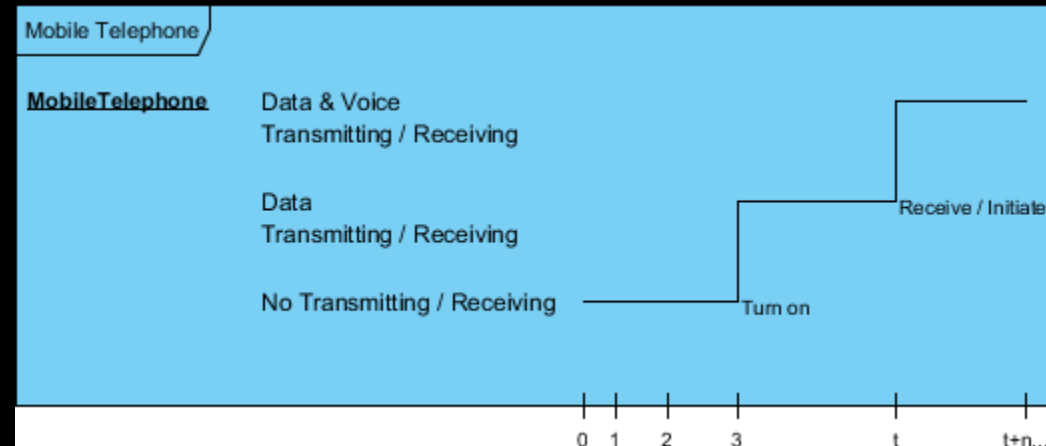 Mobile Telephone
MobileTelephone
Data & Voice
Transmitting / Receiving
Data
Transmitting / Receiving
Receive / Initiate
No Transmitting / Receiving
Turn on
0 1 2 3 t t+n...